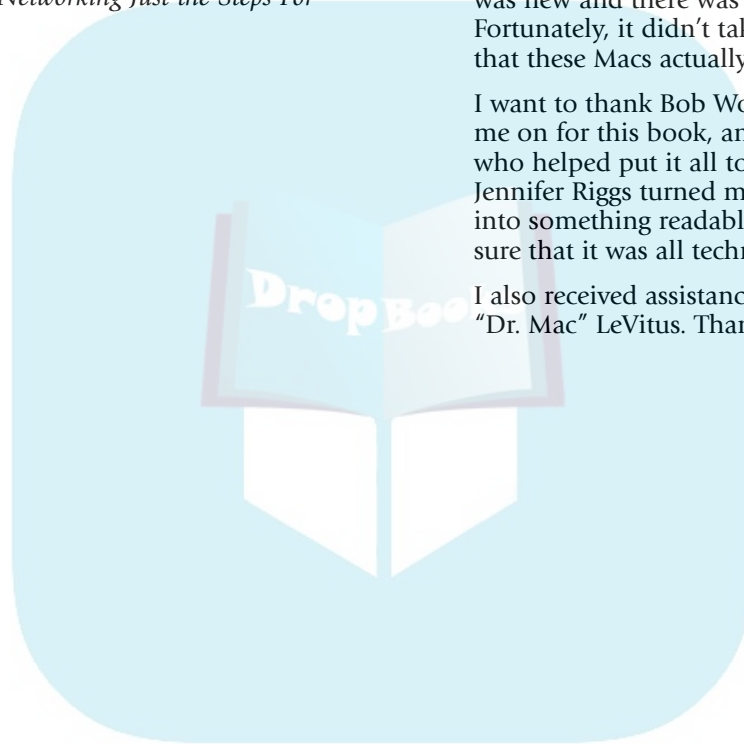 Networking Just the Steps For
was new and there was
Fortunately, it didn't tak
that these Macs actually
I want to thank Bob Wo
me on for this book, an
who helped put it all to
Jennifer Riggs turned m
into something readabl
sure that it was all techn
I also received assistanc
"Dr. Mac" LeVitus. Than
DropBoo